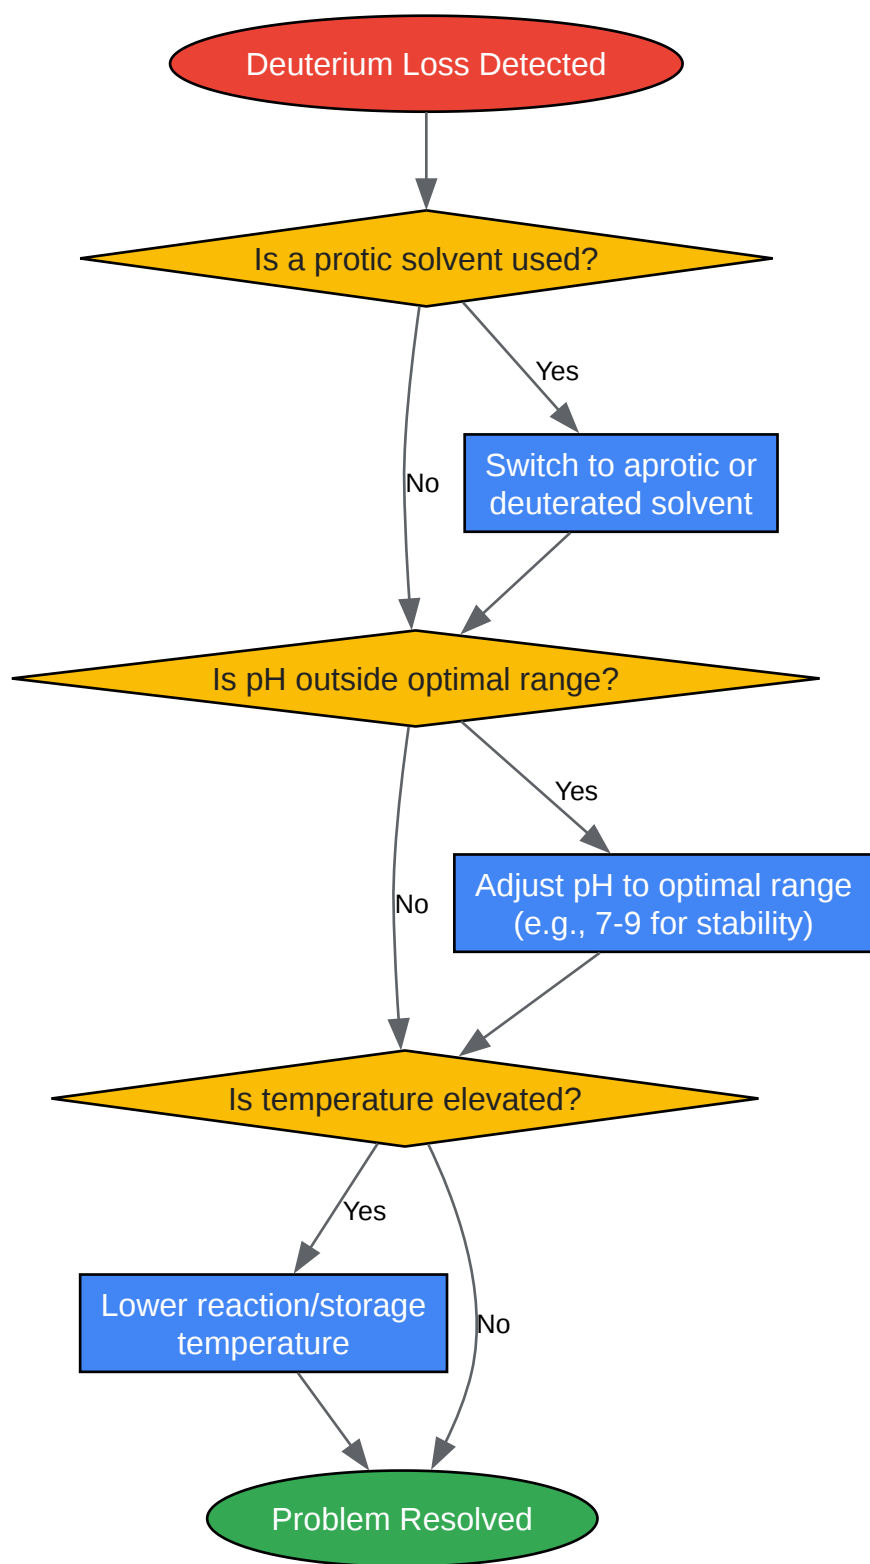 Deuterium Loss Detected
Is a protic solvent used?
Yes
Switch to aprotic or
deuterated solvent
No
Is pH outside optimal range?
Yes
Adjust pH to optimal range
(e.g., 7-9 for stability)
No
Is temperature elevated?
Yes
Lower reaction/storage
temperature
No
Problem Resolved